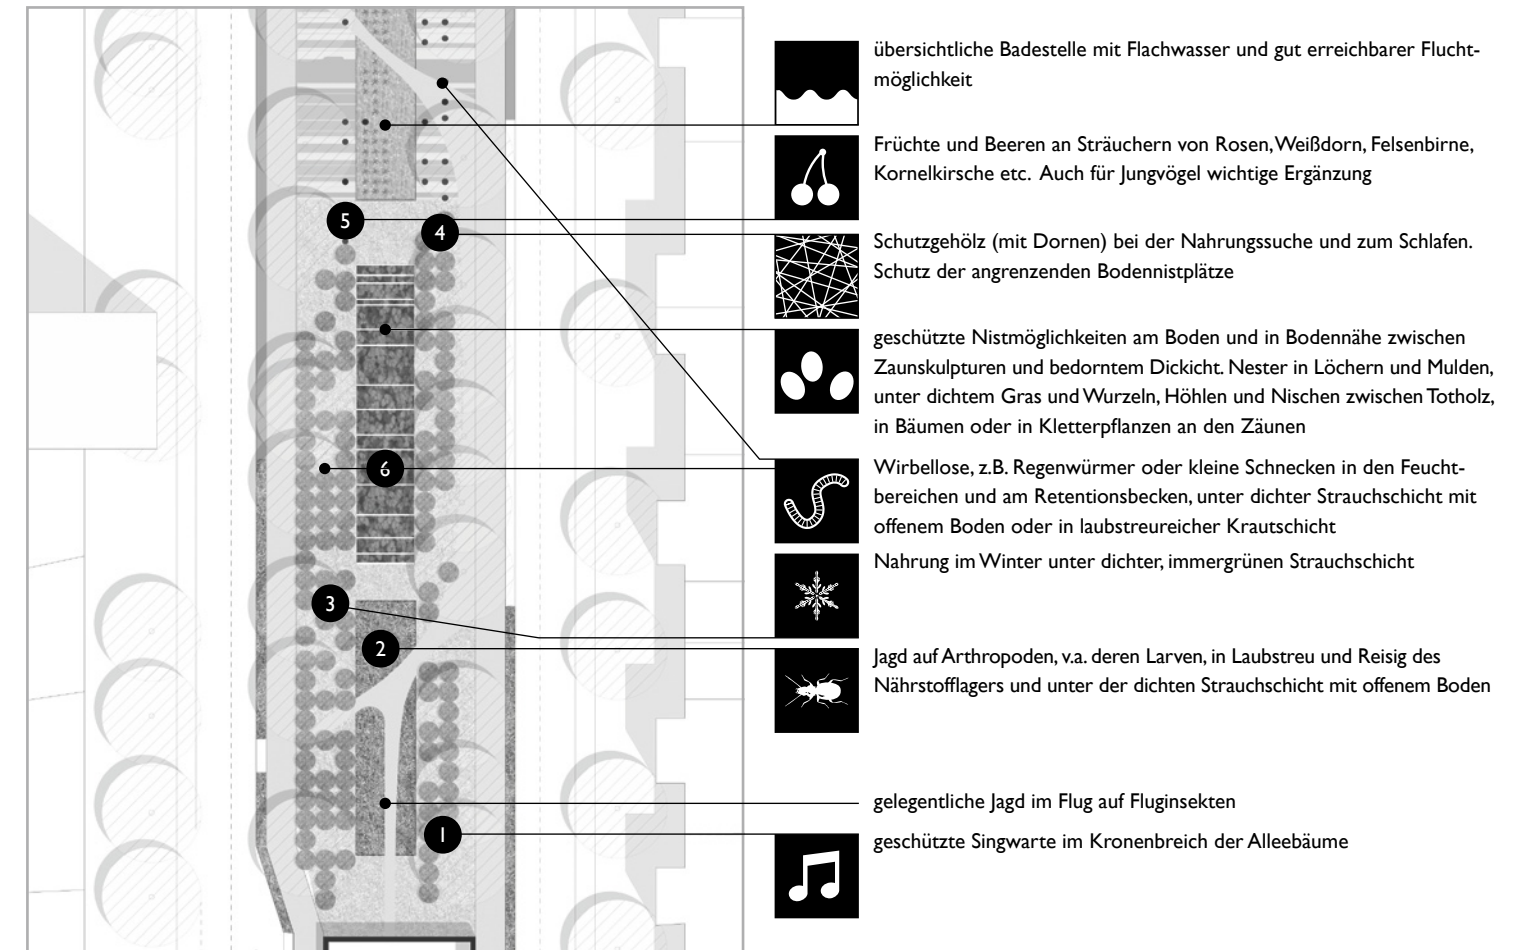 übersichtliche Badestelle mit Flachwasser und gut erreichbarer Flucht-
möglichkeit
Früchte und Beeren an Sträuchern von Rosen, Weißdorn, Felsenbirne,
Kornelkirsche etc. Auch für Jungvögel wichtige Ergänzung
5
4
Schutzgehölz (mit Dornen) bei der Nahrungssuche und zum Schlafen.
Schutz der angrenzenden Bodennistplätze
geschützte Nistmöglichkeiten am Boden und in Bodennähe zwischen
Zaunskulpturen und bedorntem Dickicht. Nester in Löchern und Mulden,
unter dichtem Gras und Wurzeln, Höhlen und Nischen zwischen Totholz,
in Bäumen oder in Kletterpflanzen an den Zäunen
6
Wirbellose, z.B. Regenwürmer oder kleine Schnecken in den Feucht-
bereichen und am Retentionsbecken, unter dichter Strauchschicht mit
offenem Boden oder in laubstreureicher Krautschicht
Nahrung im Winter unter dichter, immergrünen Strauchschicht
3
2
Jagd auf Arthropoden, v.a. deren Larven, in Laubstreu und Reisig des
Nährstofflagers und unter der dichten Strauchschicht mit offenem Boden
gelegentliche Jagd im Flug auf Fluginsekten
1
geschützte Singwarte im Kronenbreich der Alleebäume